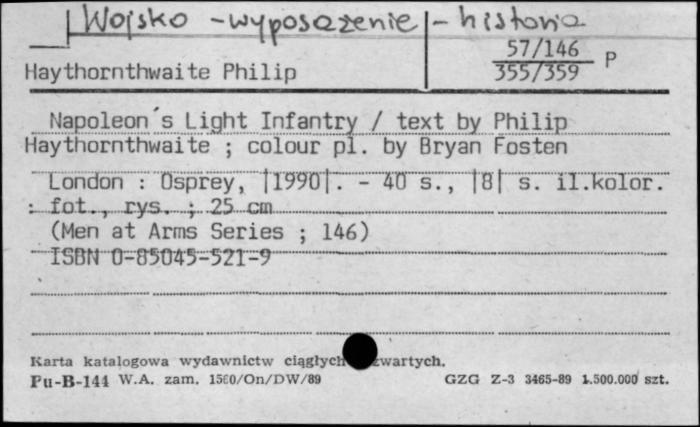 Wojsko - wyposażenie - historia
57/146 P
Haythornthwaite Philip 355/359
Napoleon´s Light Infantry / text by Philip
Haythornthwaite ; colour pl. by Bryan Fosten
London : Osprey, |1990|. - 40 s., |8| s. il.kolor.
: fot., rys. ; 25 cm
(Men at Arms Series ; 146)
ISBN 0-85045-521-9
Karta katalogowa wydawnictw ciągłych zwartych.
Pu-B-144 W.A. zam. 1560/On/DW/89 GZG Z-3 3465-89 1.500.000 szt.